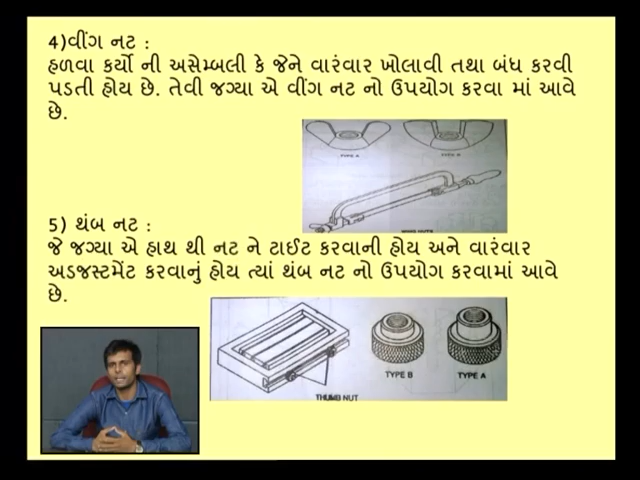 4)વીંગ નટ :
હળવા કર્યો ની અસેમ્બલી કે જેને વારંવાર ખોલાવી તથા બંધ કરવી
પડતી હોય છે. તેવી જગ્યા એ વીંગ નટ નો ઉપયોગ કરવા માં આવે
છે.
TYPE A TYPE B
WING NUTS
5) થંબ નટ :
જે જગ્યા એ હાથ થી નટ ને ટાઈટ કરવાની હોય અને વારંવાર
અડજસ્ટમેંટ કરવાનું હોય ત્યાં થંબ નટ નો ઉપયોગ કરવામાં આવે
છે.
TYPE B TYPE A
THUMB NUT